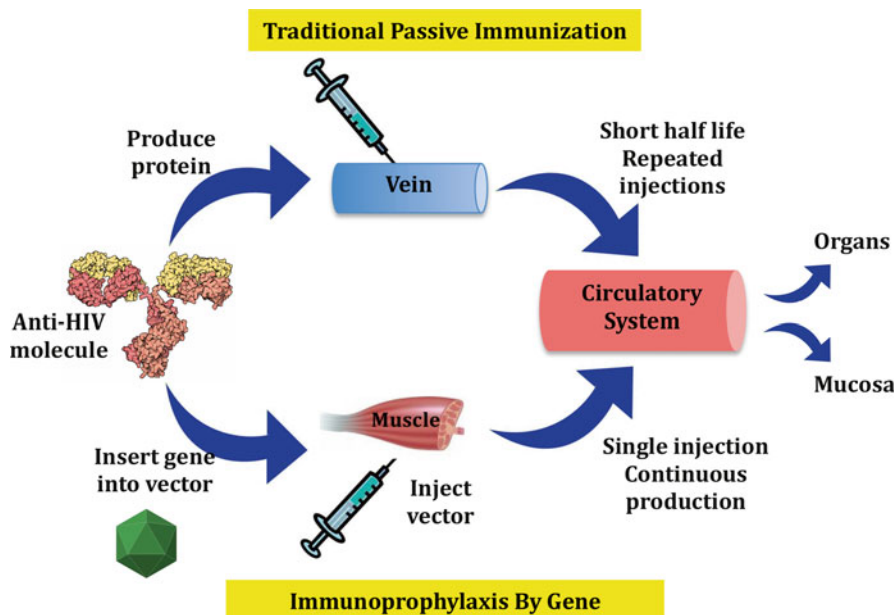 Traditional Passive Immunization
Produce
protein
Vein
Short half life
Repeated
injections
Organs
Anti-HIV
molecule
Circulatory
System
Mucosa
Insert gene
into vector
Muscle
Inject
vector
Single injection
Continuous
production
Immunoprophylaxis By Gene